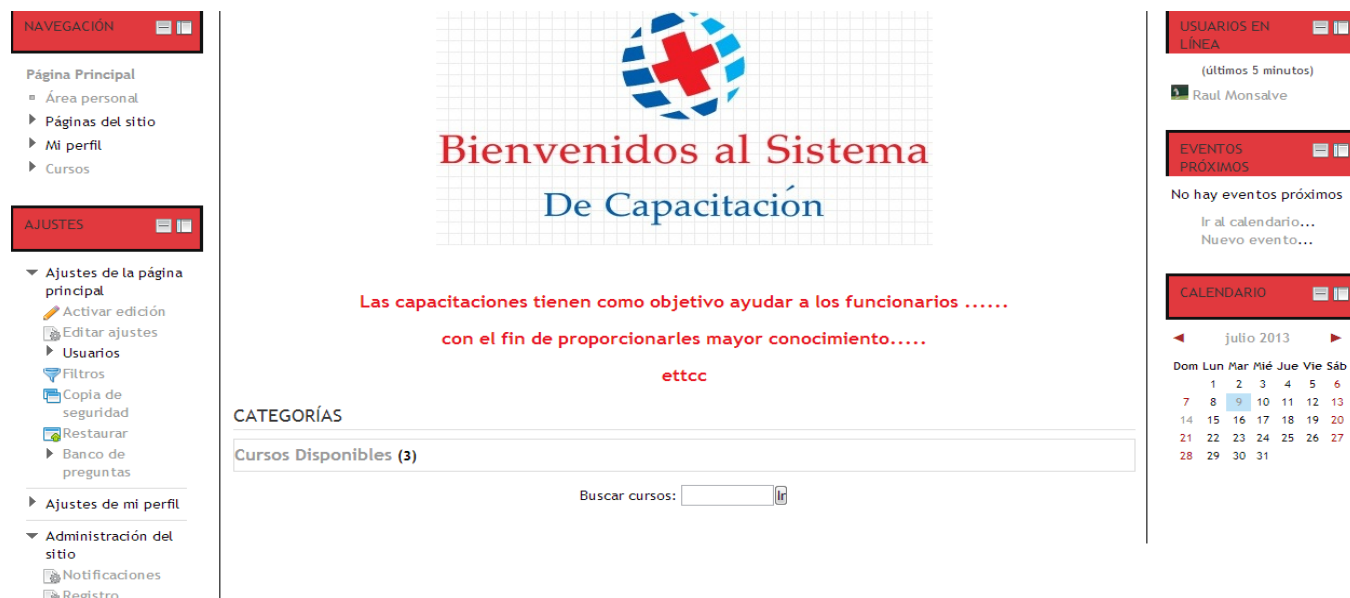 NAVEGACIÓN
Página Principal
Área personal
Páginas del sitio
Mi perfil
Cursos
AJUSTES
Ajustes de la página
principal
Activar edición
Editar ajustes
Usuarios
Filtros
Copia de
seguridad
Restaurar
Banco de
preguntas
Ajustes de mi perfil
Administración del
sitio
Notificaciones
Registro
Bienvenidos al Sistema
De Capacitación
Las capacitaciones tienen como objetivo ayudar a los funcionarios ......
con el fin de proporcionarles mayor conocimiento.....
ettcc
CATEGORÍAS
Cursos Disponibles (3)
Buscar cursos: Ir
USUARIOS EN
LÍNEA
(últimos 5 minutos)
Raul Monsalve
EVENTOS
PRÓXIMOS
No hay eventos próximos
Ir al calendario...
Nuevo evento...
CALENDARIO
julio 2013
Dom Lun Mar Mié Jue Vie Sáb
1 2 3 4 5 6
7 8 9 10 11 12 13
14 15 16 17 18 19 20
21 22 23 24 25 26 27
28 29 30 31